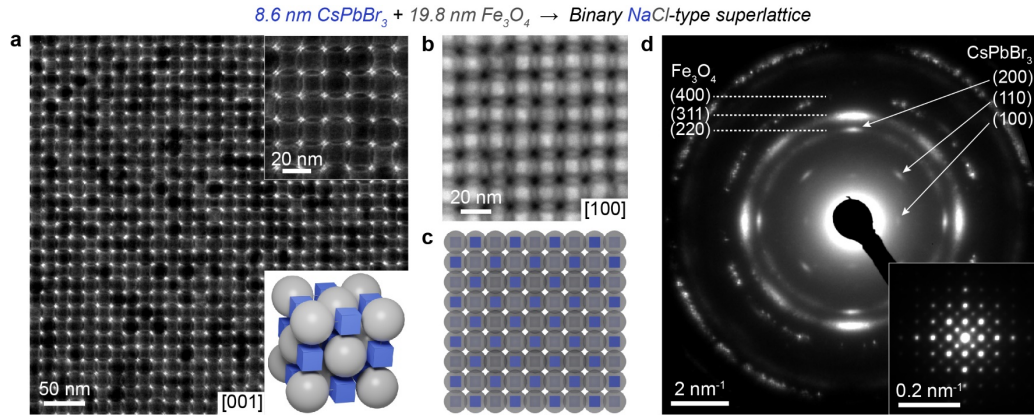 8.6 nm CsPbBr₃ + 19.8 nm Fe₃O₄ → Binary NaCl-type superlattice
a
20 nm
50 nm
[001]
b
20 nm
[100]
c
d
Fe₃O₄
(400)
(311)
(220)
CsPbBr₃
(200)
(110)
(100)
2 nm⁻¹
0.2 nm⁻¹